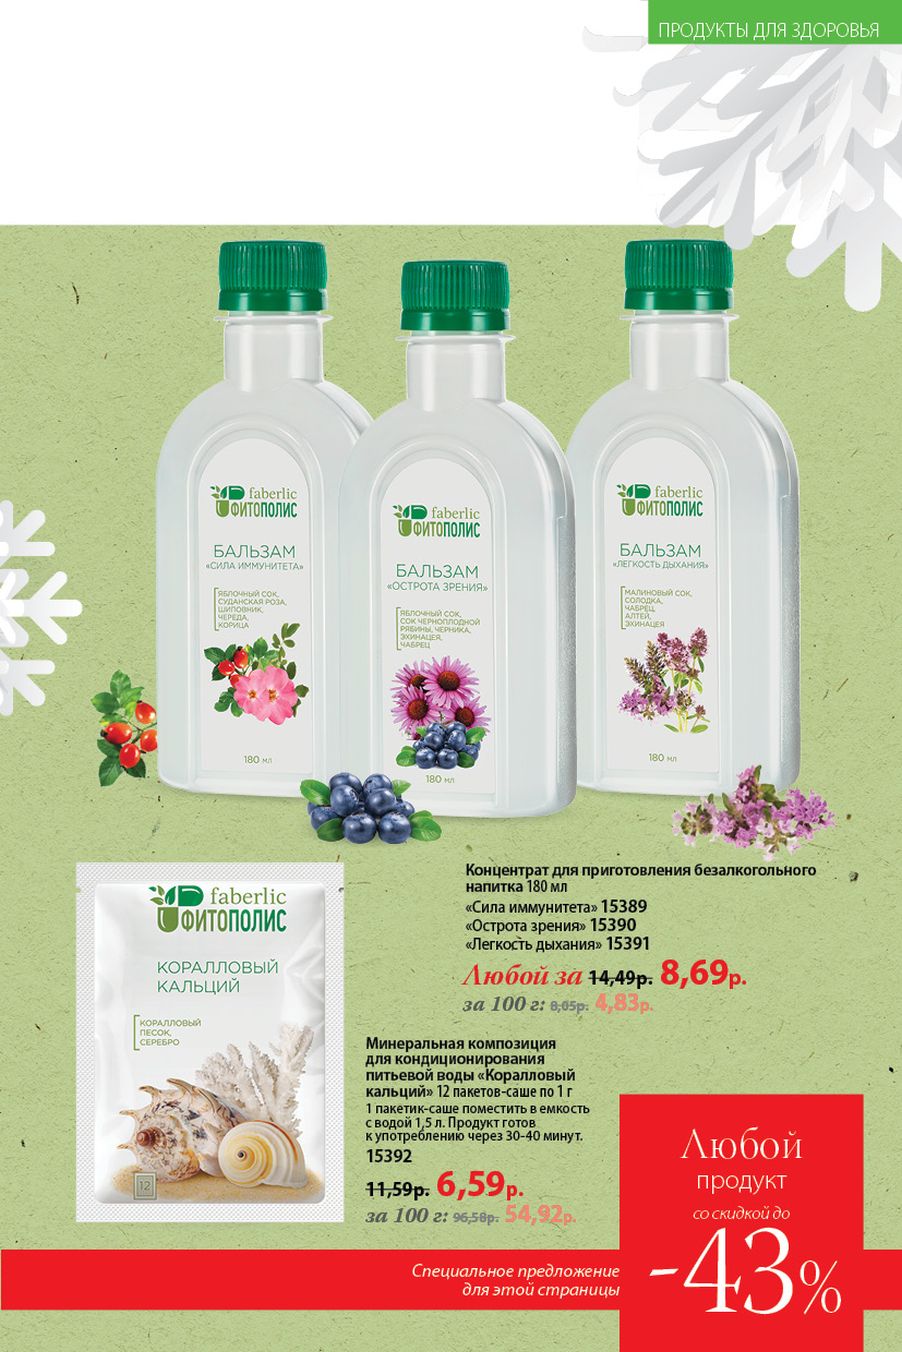 ПРОДУКТЫ ДЛЯ ЗДОРОВЬЯ
faberlic
ФИТОПОЛИС
БАЛЬЗАМ
«СИЛА ИММУНИТЕТА»
ЯБЛОЧНЫЙ СОК,
СУДАНСКАЯ РОЗА,
ШИПОВНИК,
ЧЕРЕДА,
КОРИЦА
180 мл
faberlic
ФИТОПОЛИС
БАЛЬЗАМ
«ОСТРОТА ЗРЕНИЯ»
ЯБЛОЧНЫЙ СОК,
СОК ЧЕРНОПЛОДНОЙ
РЯБИНЫ, ЧЕРНИКА,
ЭХИНАЦЕЯ,
ЧАБРЕЦ
180 мл
faberlic
ФИТОПОЛИС
БАЛЬЗАМ
«ЛЕГКОСТЬ ДЫХАНИЯ»
МАЛИНОВЫЙ СОК,
СОЛОДКА,
ЧАБРЕЦ,
АЛТЕЙ,
ЭХИНАЦЕЯ
180 мл
Концентрат для приготовления безалкогольного
напитка 180 мл
«Сила иммунитета» 15389
«Острота зрения» 15390
«Легкость дыхания» 15391
Любой за 14,49р. 8,69р.
за 100 г: 8,05р. 4,83р.
faberlic
ФИТОПОЛИС
КОРАЛЛОВЫЙ
КАЛЬЦИЙ
КОРАЛЛОВЫЙ
ПЕСОК,
СЕРЕБРО
12
Минеральная композиция
для кондиционирования
питьевой воды «Коралловый
кальций» 12 пакетов-саше по 1 г
1 пакетик-саше поместить в емкость
с водой 1,5 л. Продукт готов
к употреблению через 30-40 минут.
15392
11,59р. 6,59р.
за 100 г: 96,58р. 54,92р.
Любой
продукт
со скидкой до
-43%
Специальное предложение
для этой страницы